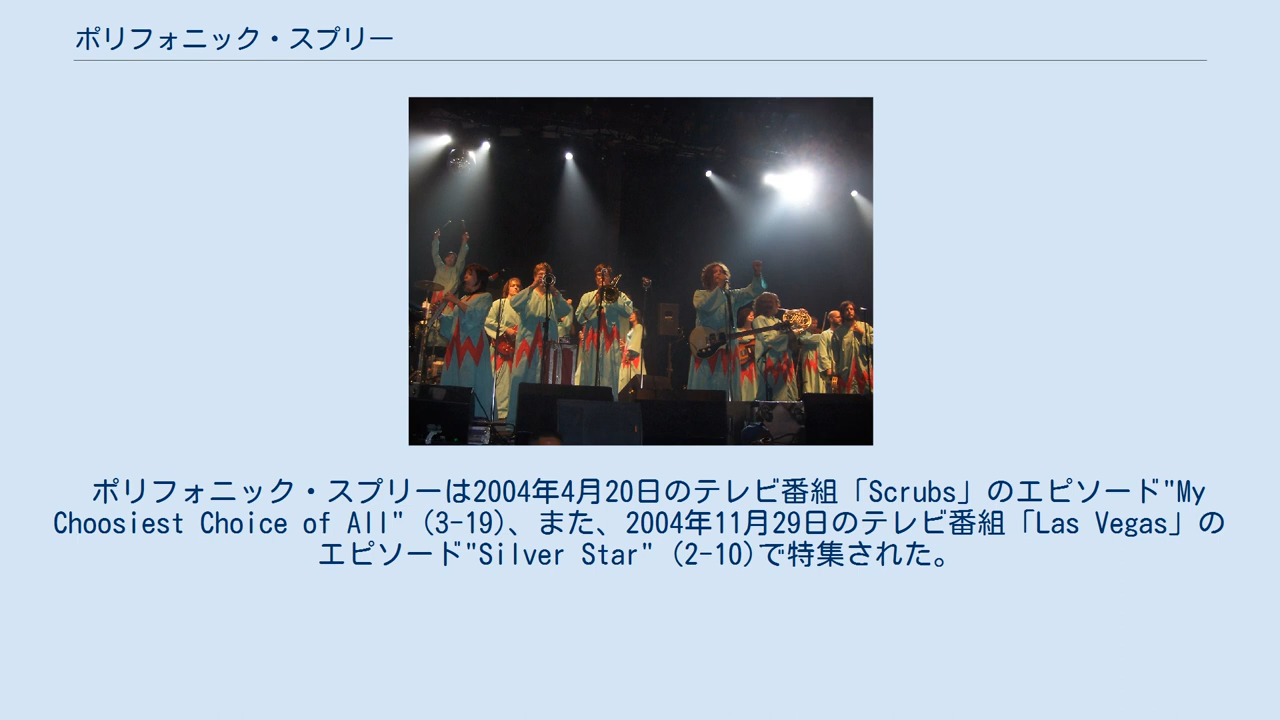 ポリフォニック・スプリー
ポリフォニック・スプリーは2004年4月20日のテレビ番組「Scrubs」のエピソード"My
Choosiest Choice of All" (3-19)、また、2004年11月29日のテレビ番組「Las Vegas」の
エピソード"Silver Star" (2-10)で特集された。